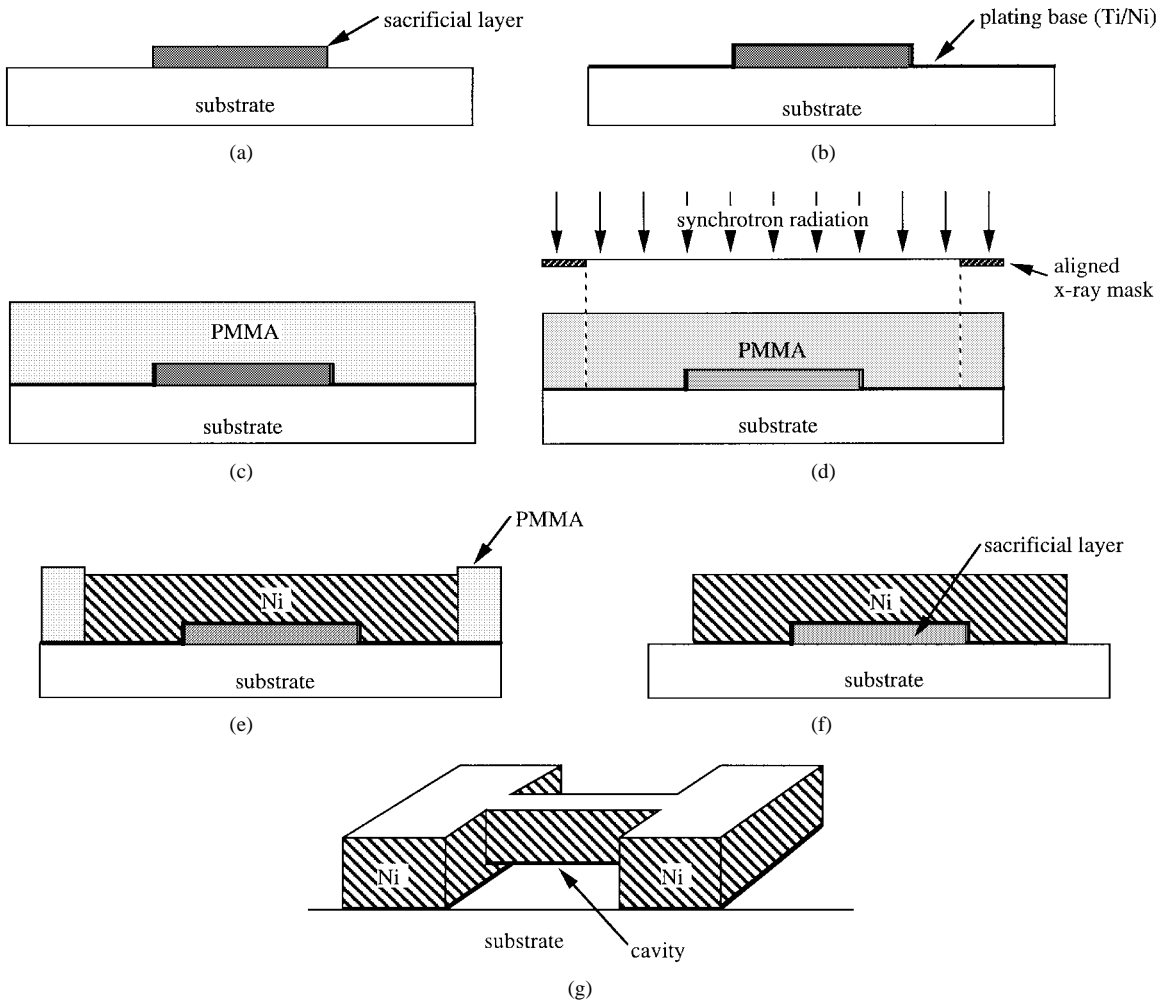 sacrificial layer
substrate
(a)
plating base (Ti/Ni)
substrate
(b)
PMMA
substrate
(c)
synchrotron radiation
aligned
x-ray mask
PMMA
substrate
(d)
PMMA
Ni
substrate
(e)
sacrificial layer
Ni
substrate
(f)
Ni
Ni
substrate
cavity
(g)